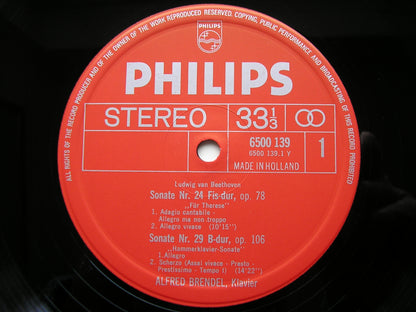 ALL RIGHTS OF THE MANUFACTURER AND OF THE OWNER OF THE WORK REPRODUCED RESERVED. COPYING, PUBLIC PERFORMANCE AND BROADCASTING OF THIS RECORD PROHIBITED
PHILIPS
PHILIPS
STEREO 33 1/3
6500 139
6500 139.1 Y
1
MADE IN HOLLAND
Ludwig van Beethoven
Sonate Nr. 24 Fis-dur, op. 78
„Für Therese"
1. Adagio cantabile -
Allegro ma non troppo
2. Allegro vivace (10'15")
Sonate Nr. 29 B-dur, op. 106
„Hammerklavier-Sonate"
1. Allegro
2. Scherzo (Assai vivace - Presto -
Prestissimo - Tempo I) (14'22")
ALFRED BRENDEL, Klavier